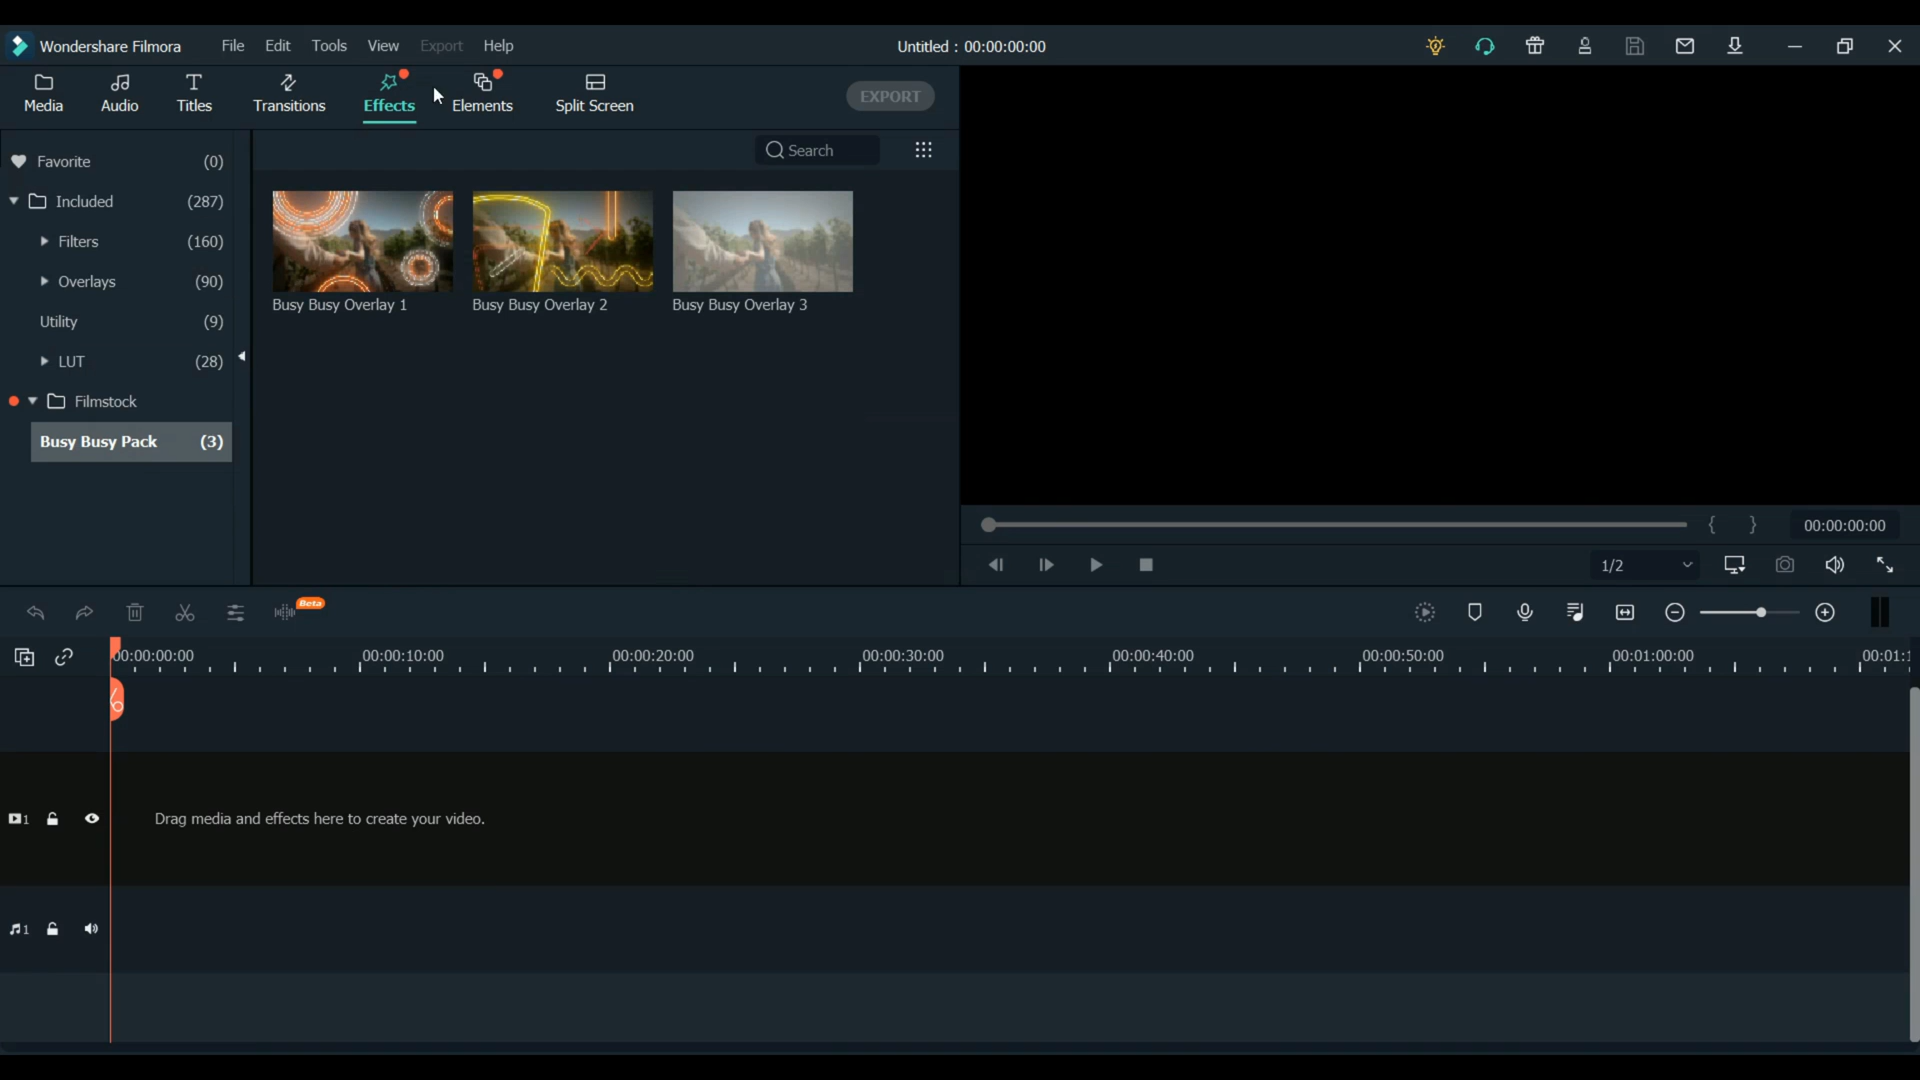 Wondershare Filmora File Edit Tools View Export Help Untitled : 00:00:00:00
Media Audio Titles Transitions Effects Elements Split Screen EXPORT
Favorite (0)
Included (287)
Filters (160)
Overlays (90)
Utility (9)
LUT (28)
Filmstock
Busy Busy Pack (3)
Search
Busy Busy Overlay 1 Busy Busy Overlay 2 Busy Busy Overlay 3
{ } 00:00:00:00
1/2
Beta
00:00:00:00 00:00:10:00 00:00:20:00 00:00:30:00 00:00:40:00 00:00:50:00 00:01:00:00 00:01:1
1 Drag media and effects here to create your video.
1